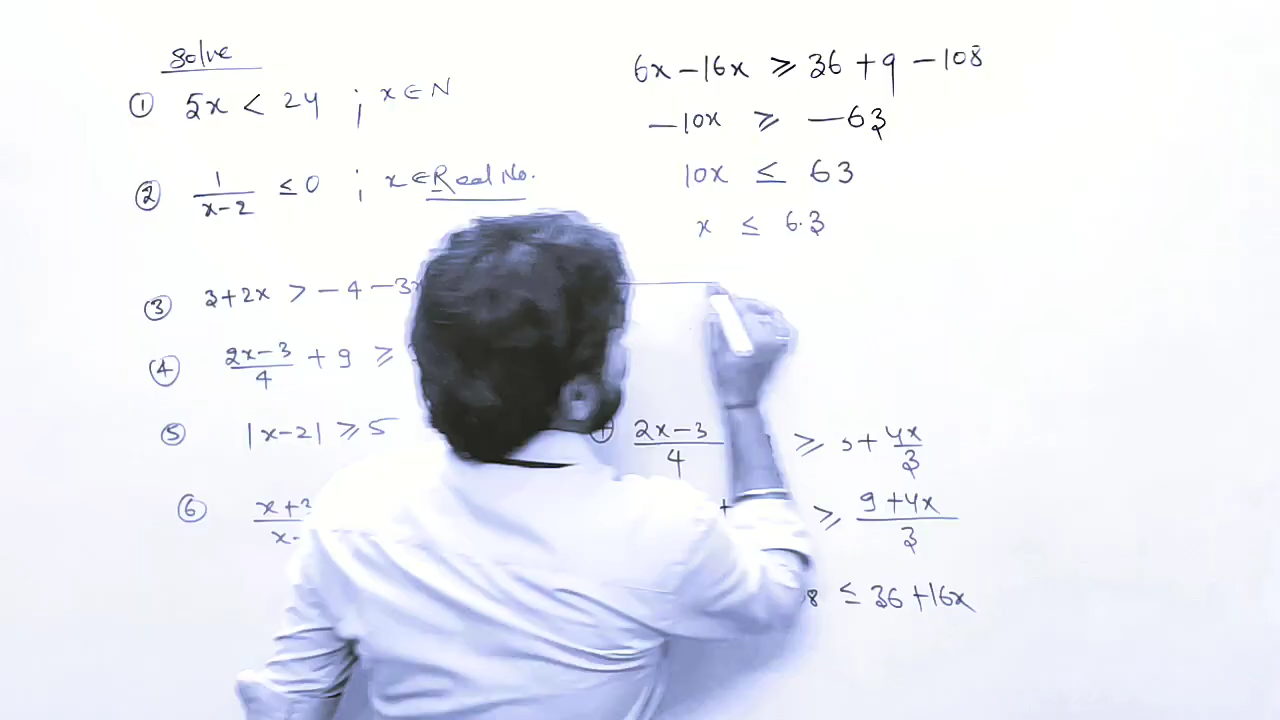 Solve
① 5x < 24 ; x ∈ N
② 1/(x-2) ≤ 0 ; x ∈ Real No.
③ 3+2x > -4-3x
④ (2x-3)/4 + 9 ≥
⑤ |x-2| ≥ 5
⑥ x+3 / x-
6x - 16x ≥ 36 + 9 - 108
-10x ≥ -63
10x ≤ 63
x ≤ 6.3
(2x-3)/4 ≥ 3 + 4x/3
+ ≥ (9+4x)/3
8 ≤ 36 + 16x